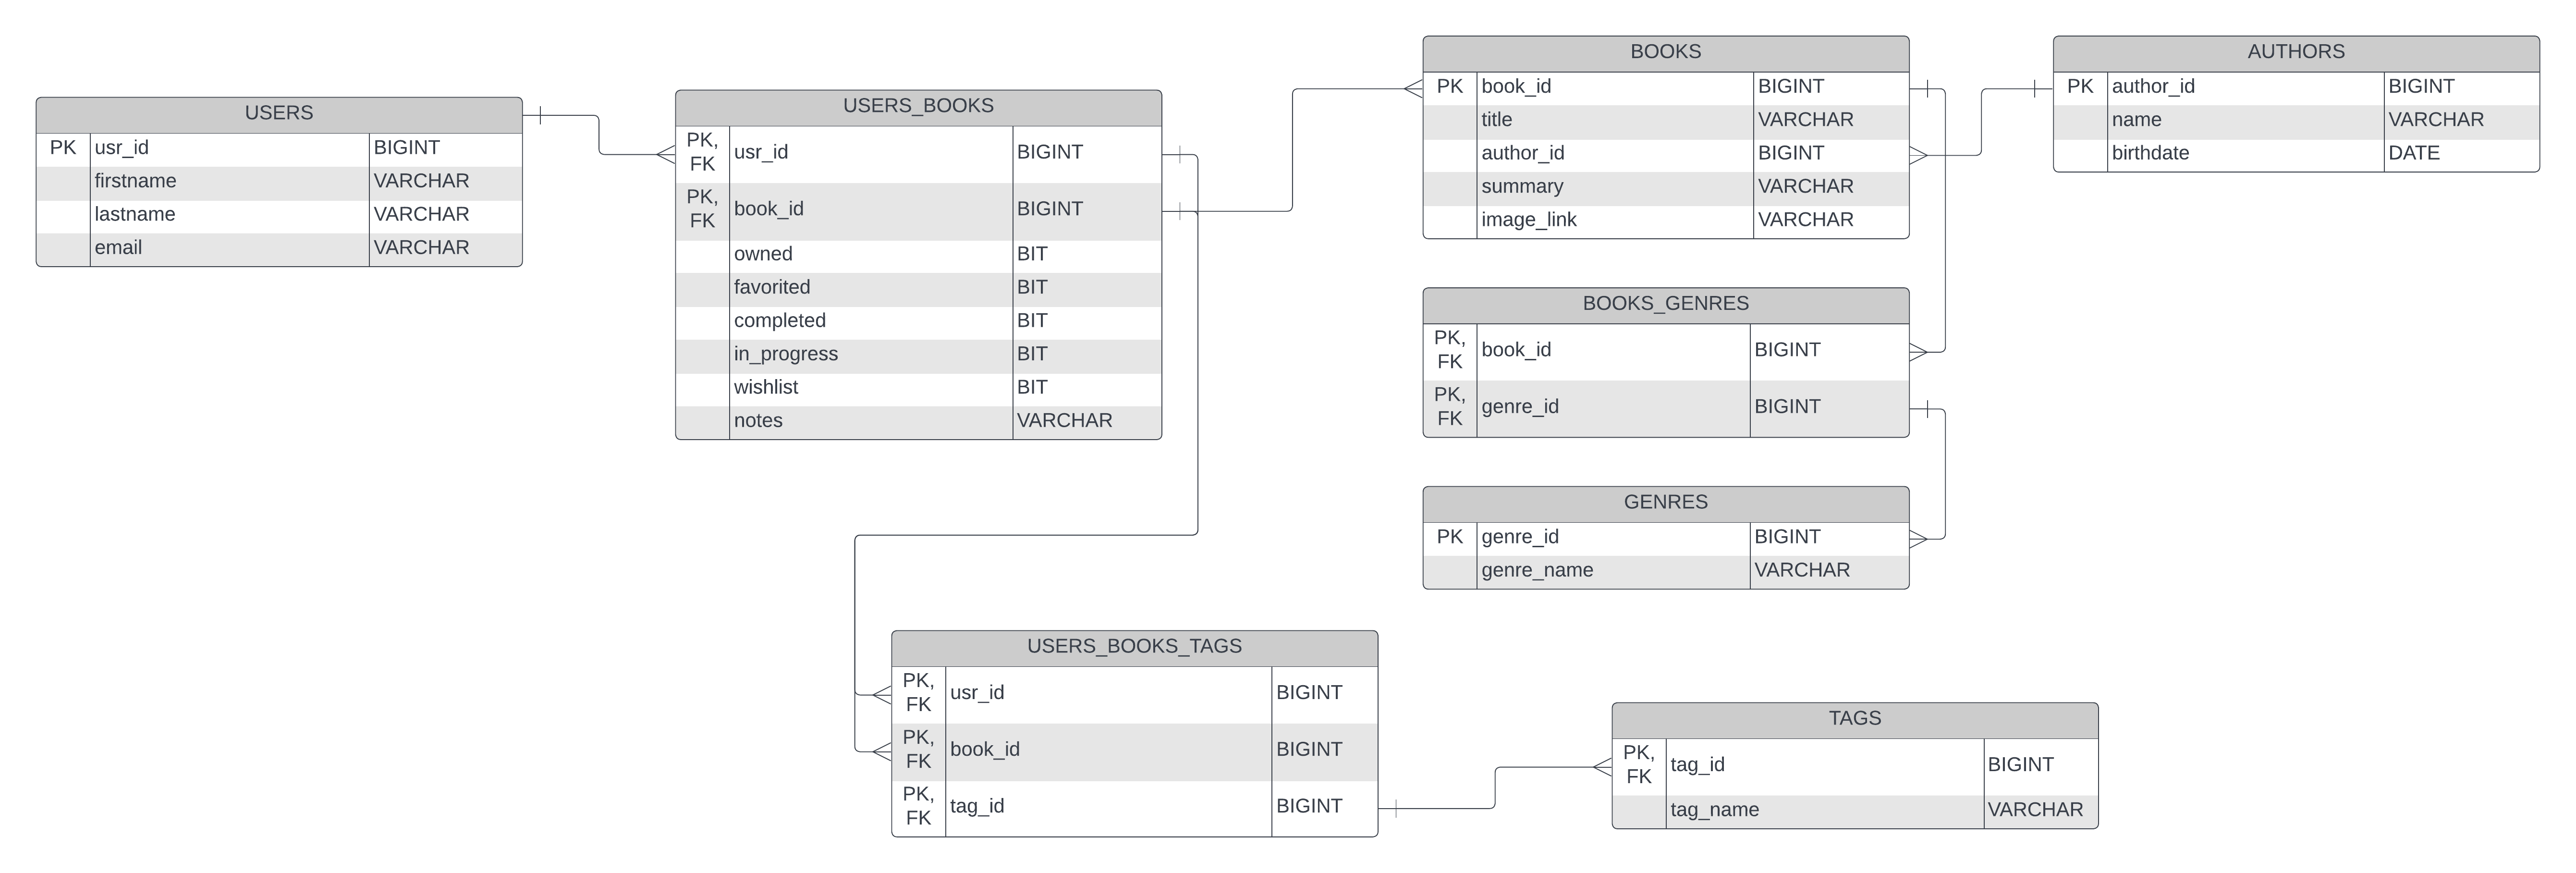 USERS
PK usr_id BIGINT
firstname VARCHAR
lastname VARCHAR
email VARCHAR
USERS_BOOKS
PK, FK usr_id BIGINT
PK, FK book_id BIGINT
owned BIT
favorited BIT
completed BIT
in_progress BIT
wishlist BIT
notes VARCHAR
BOOKS
PK book_id BIGINT
title VARCHAR
author_id BIGINT
summary VARCHAR
image_link VARCHAR
AUTHORS
PK author_id BIGINT
name VARCHAR
birthdate DATE
BOOKS_GENRES
PK, FK book_id BIGINT
PK, FK genre_id BIGINT
GENRES
PK genre_id BIGINT
genre_name VARCHAR
USERS_BOOKS_TAGS
PK, FK usr_id BIGINT
PK, FK book_id BIGINT
PK, FK tag_id BIGINT
TAGS
PK, FK tag_id BIGINT
tag_name VARCHAR